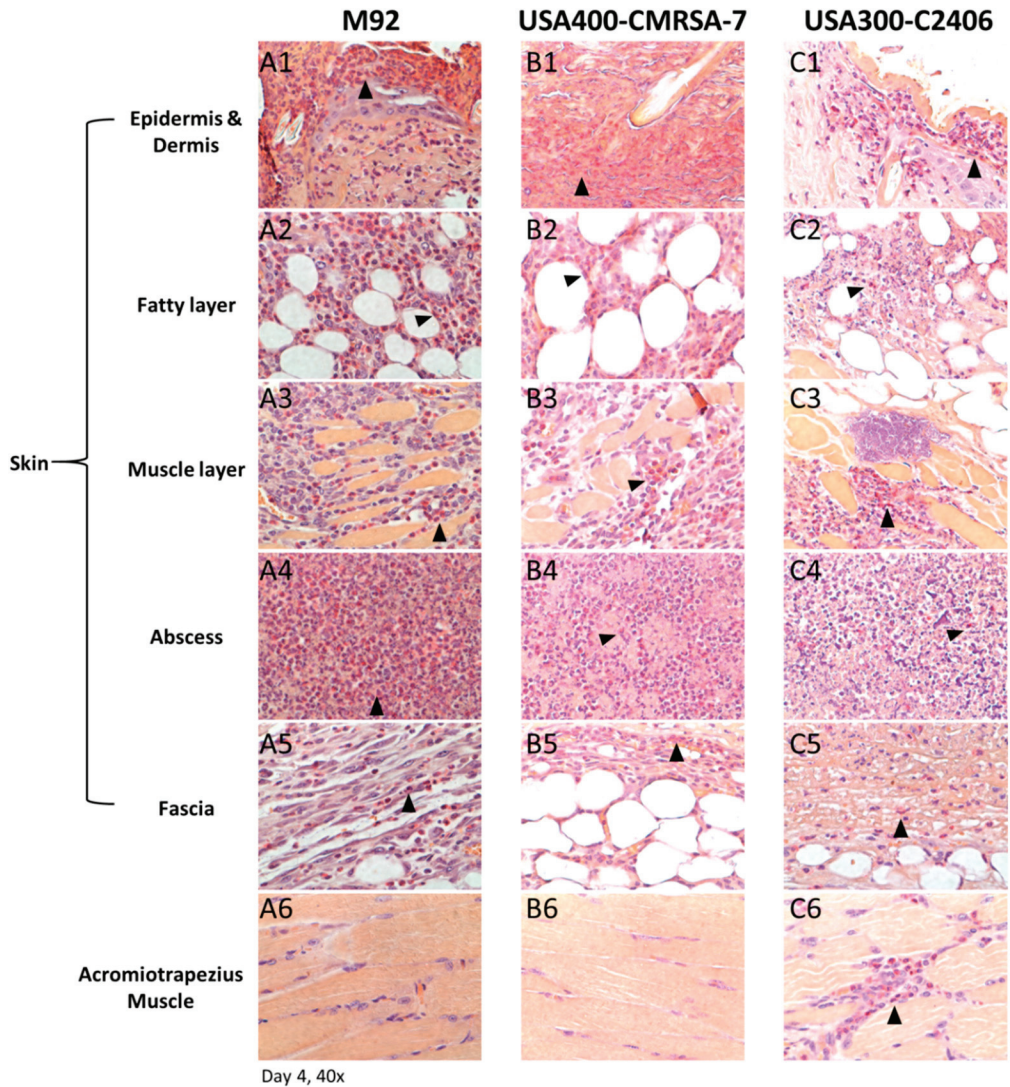 M92 USA400-CMRSA-7 USA300-C2406
A1 B1 C1
Epidermis &
Dermis
A2 B2 C2
Fatty layer
A3 B3 C3
Skin
Muscle layer
A4 B4 C4
Abscess
A5 B5 C5
Fascia
A6 B6 C6
Acromiotrapezius
Muscle
Day 4, 40x